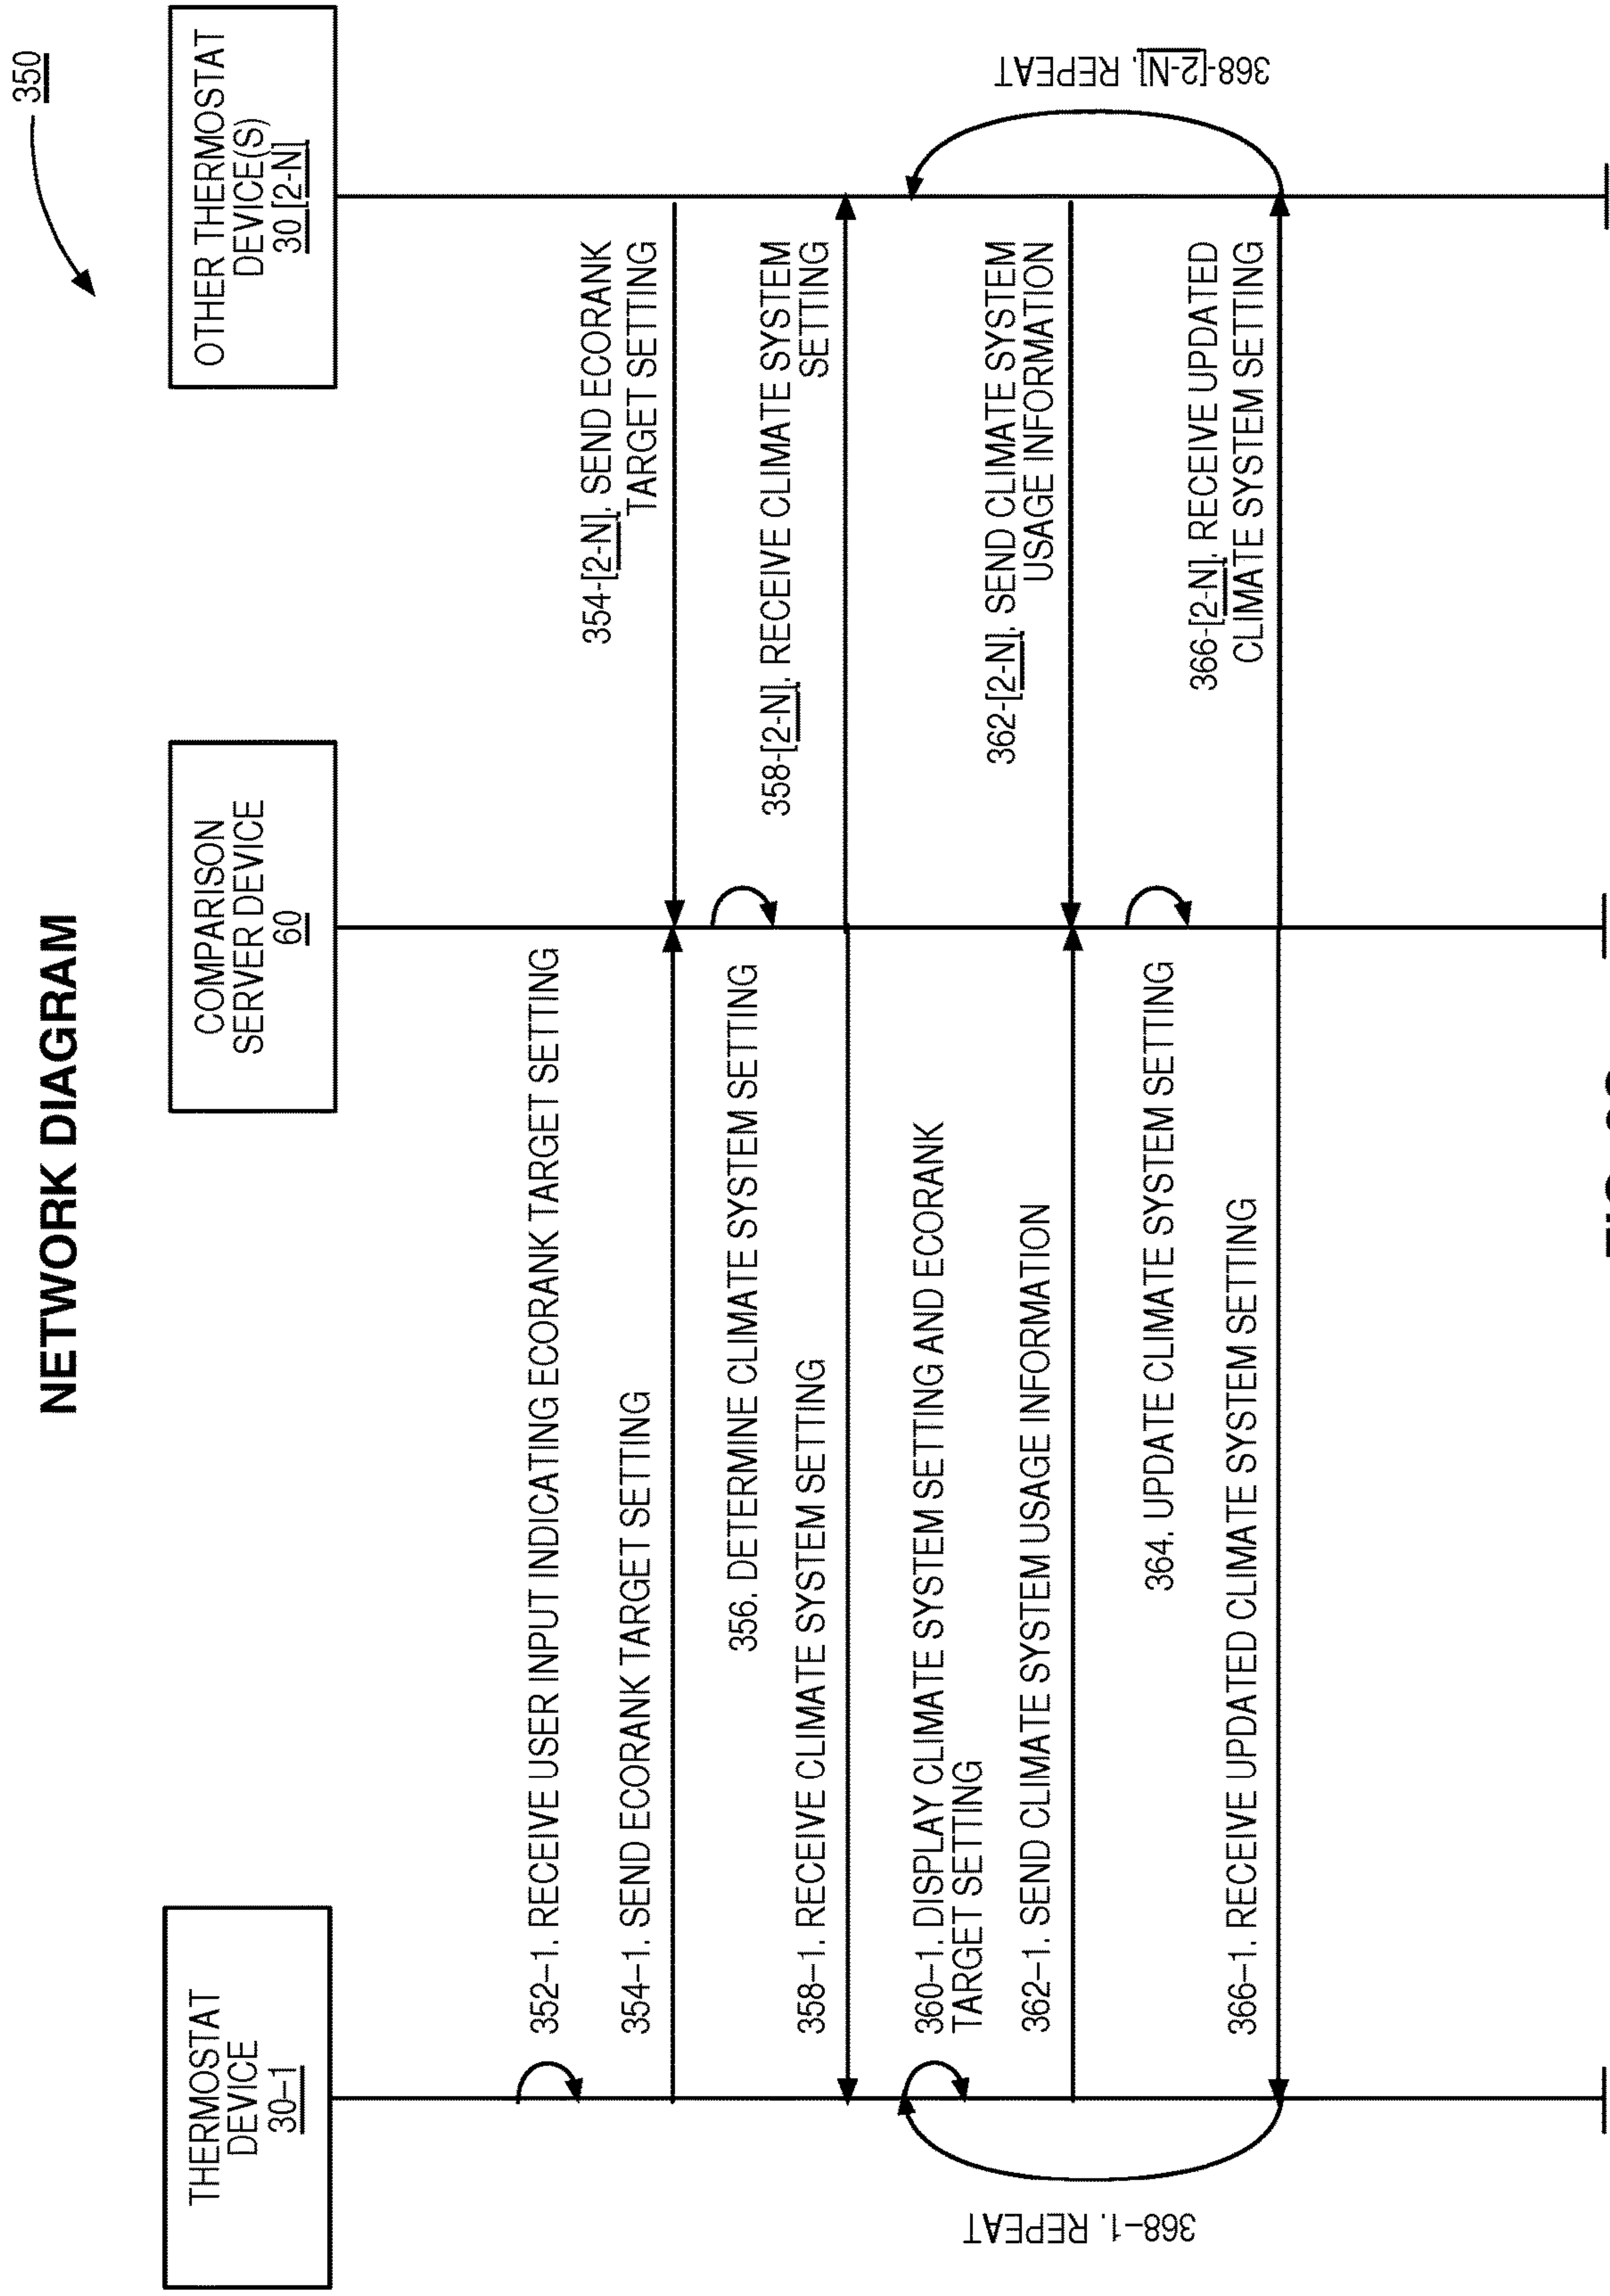 NETWORK DIAGRAM
350
THERMOSTAT
DEVICE
30–1
COMPARISON
SERVER DEVICE
60
OTHER THERMOSTAT
DEVICE(S)
30 [2-N]
352–1. RECEIVE USER INPUT INDICATING ECORANK TARGET SETTING
354–1. SEND ECORANK TARGET SETTING
354-[2-N]. SEND ECORANK
TARGET SETTING
356. DETERMINE CLIMATE SYSTEM SETTING
358–1. RECEIVE CLIMATE SYSTEM SETTING
358-[2-N]. RECEIVE CLIMATE SYSTEM
SETTING
360–1. DISPLAY CLIMATE SYSTEM SETTING AND ECORANK
TARGET SETTING
362–1. SEND CLIMATE SYSTEM USAGE INFORMATION
362-[2-N]. SEND CLIMATE SYSTEM
USAGE INFORMATION
364. UPDATE CLIMATE SYSTEM SETTING
366–1. RECEIVE UPDATED CLIMATE SYSTEM SETTING
366-[2-N]. RECEIVE UPDATED
CLIMATE SYSTEM SETTING
368–1. REPEAT
368-[2-N]. REPEAT